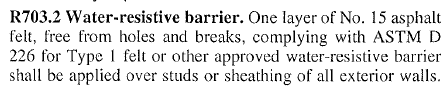 R703.2 Water-resistive barrier. One layer of No. 15 asphalt
felt, free from holes and breaks, complying with ASTM D
226 for Type 1 felt or other approved water-resistive barrier
shall be applied over studs or sheathing of all exterior walls.